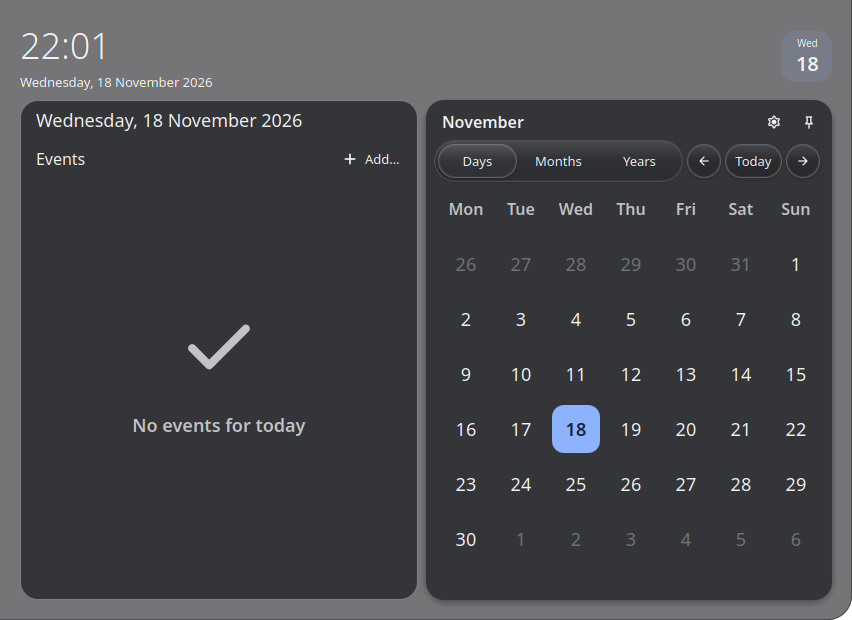 22:01
Wednesday, 18 November 2026
Wed
18
Wednesday, 18 November 2026
Events
Add...
No events for today
November
Days Months Years Today
Mon Tue Wed Thu Fri Sat Sun
26 27 28 29 30 31 1
2 3 4 5 6 7 8
9 10 11 12 13 14 15
16 17 18 19 20 21 22
23 24 25 26 27 28 29
30 1 2 3 4 5 6